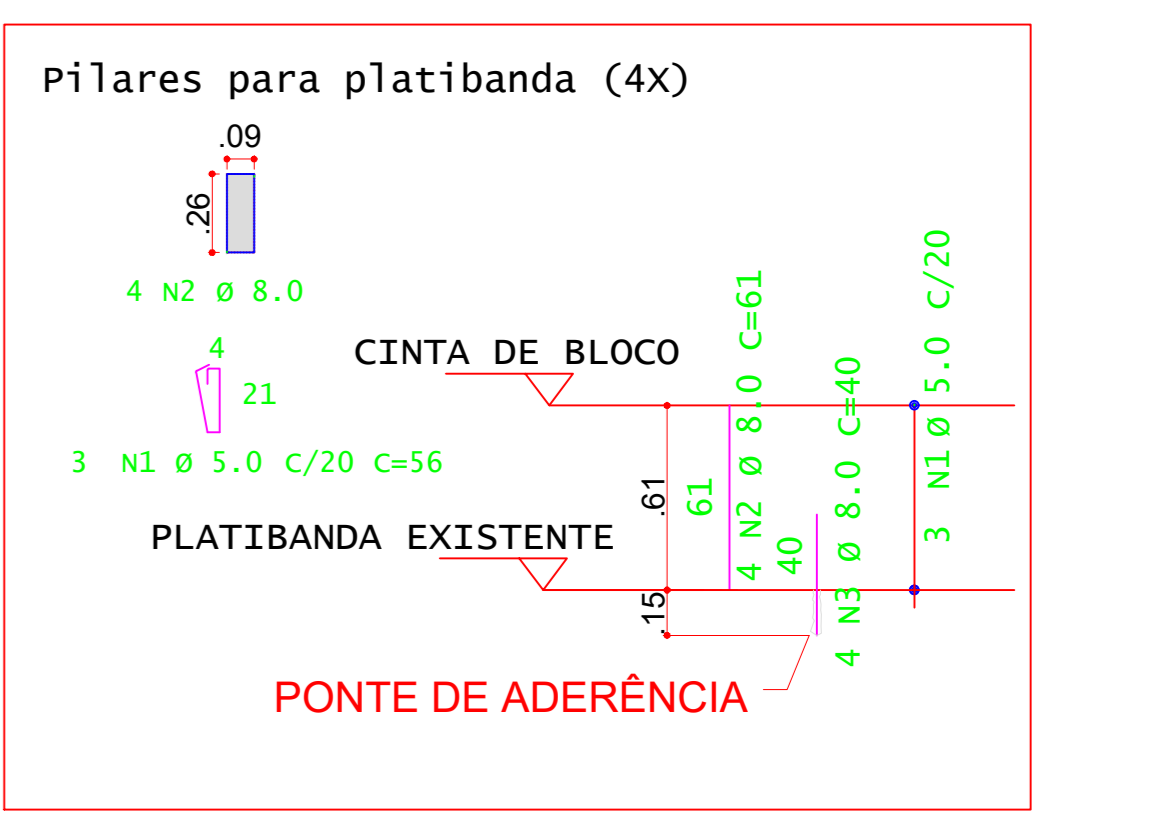 Pilares para platibanda (4X)
.09
.26
4 N2 Ø 8.0
4
21
3 N1 Ø 5.0 C/20 C=56
CINTA DE BLOCO
PLATIBANDA EXISTENTE
.61
.15
61
4 N2 Ø 8.0 C=61
40
4 N3 Ø 8.0 C=40
3 N1 Ø 5.0 C/20
PONTE DE ADERÊNCIA